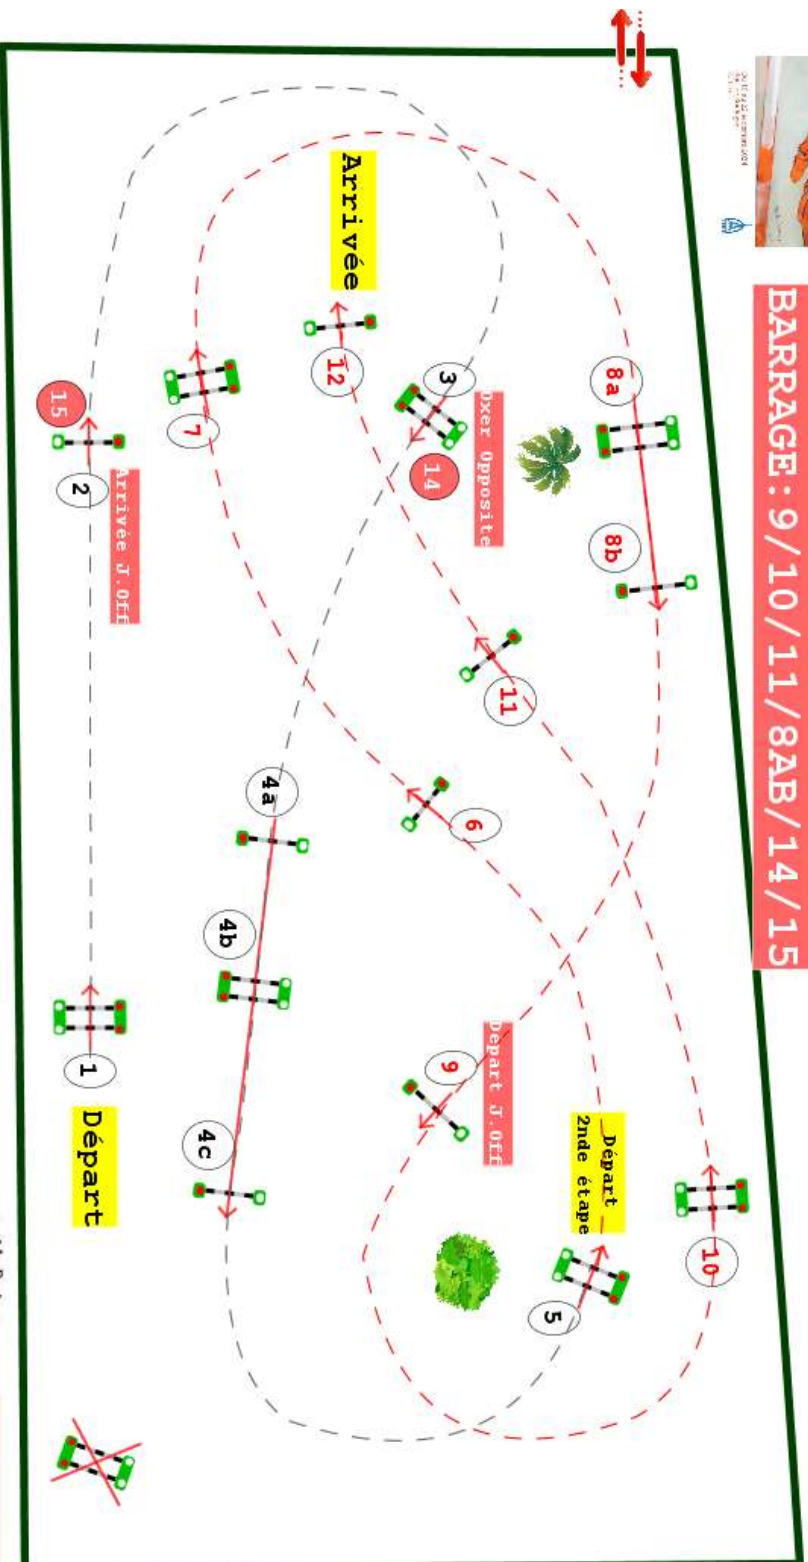 BARRAGE:9/10/11/8AB/14/15
Arrivée
12
3
Oxer Opposite
14
8a
8b
7
15
2
Arrivée J.Off
11
6
4a
4b
4c
1
Départ
9
Départ J.Off
Départ
2nde étape
5
10